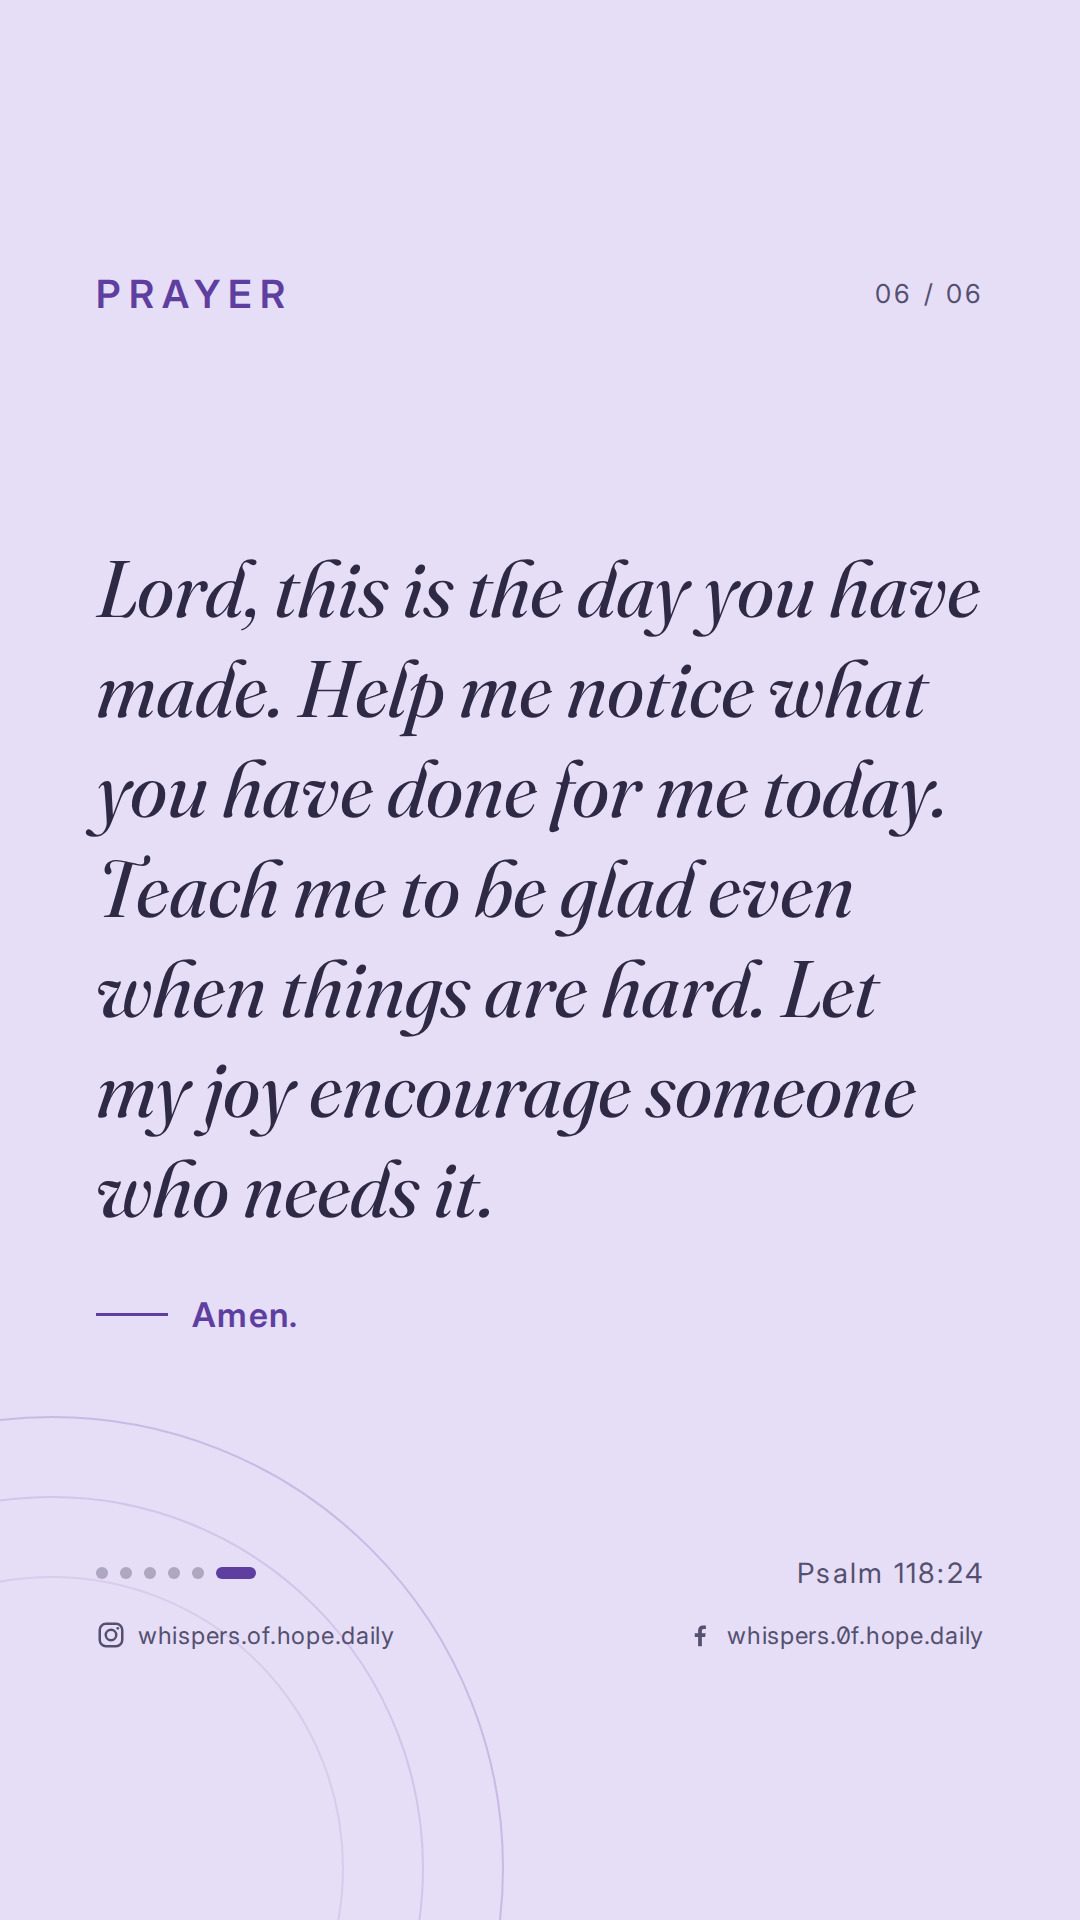 PRAYER
06 / 06
Lord, this is the day you have
made. Help me notice what
you have done for me today.
Teach me to be glad even
when things are hard. Let
my joy encourage someone
who needs it.
Amen.
Psalm 118:24
whispers.of.hope.daily
whispers.0f.hope.daily